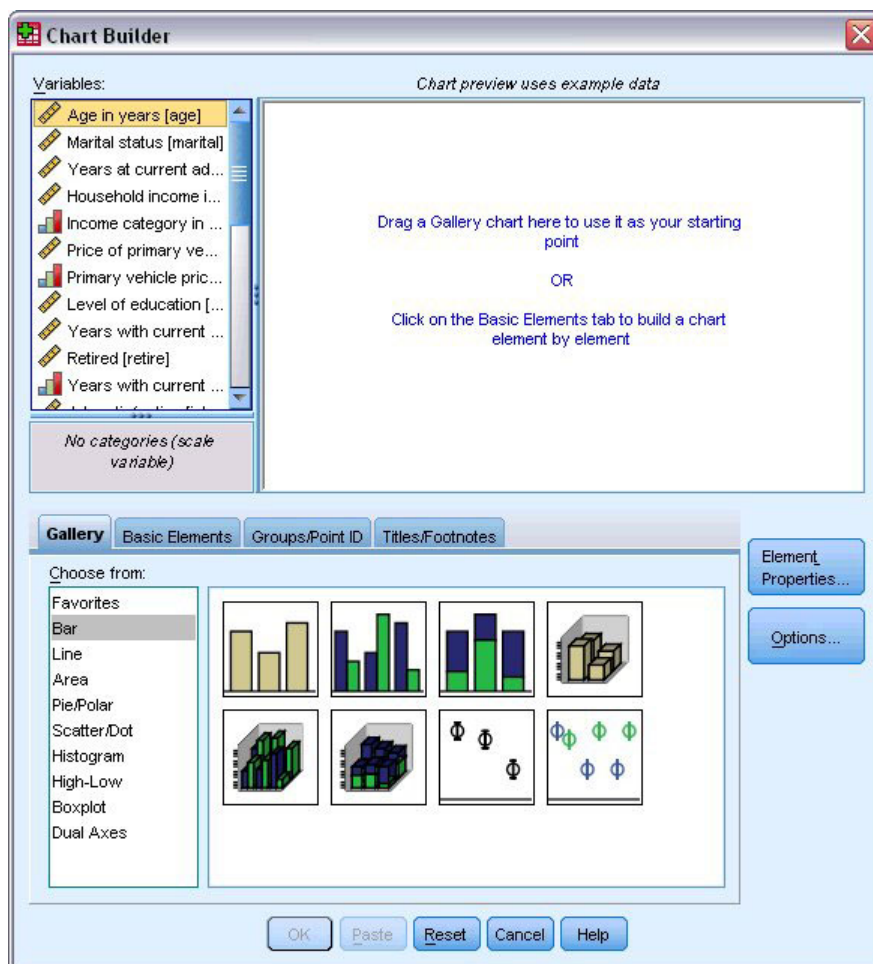 Chart Builder
Variables:
Chart preview uses example data
Age in years [age]
Marital status [marital]
Years at current ad...
Household income i...
Income category in ...
Price of primary ve...
Primary vehicle pric...
Level of education [...
Years with current ...
Retired [retire]
Years with current ...
No categories (scale
variable)
Drag a Gallery chart here to use it as your starting
point
OR
Click on the Basic Elements tab to build a chart
element by element
Gallery
Basic Elements
Groups/Point ID
Titles/Footnotes
Choose from:
Favorites
Bar
Line
Area
Pie/Polar
Scatter/Dot
Histogram
High-Low
Boxplot
Dual Axes
Element
Properties...
Options...
OK
Paste
Reset
Cancel
Help